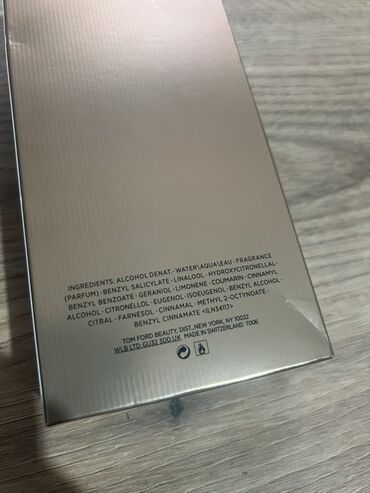 INGREDIENTS: ALCOHOL DENAT. · WATER\AQUA\EAU · FRAGRANCE
(PARFUM) · BENZYL SALICYLATE · LINALOOL · HYDROXYCITRONELLAL ·
BENZYL BENZOATE · GERANIOL · LIMONENE · COUMARIN · CINNAMYL
ALCOHOL · CITRONELLOL · EUGENOL · ISOEUGENOL · BENZYL ALCOHOL ·
CITRAL · FARNESOL · CINNAMAL · METHYL 2-OCTYNOATE ·
BENZYL CINNAMATE <ILN34117>
TOM FORD BEAUTY, DIST., NEW YORK, NY 10022
WLB LTD. GU32 3DD UK MADE IN SWITZERLAND T006